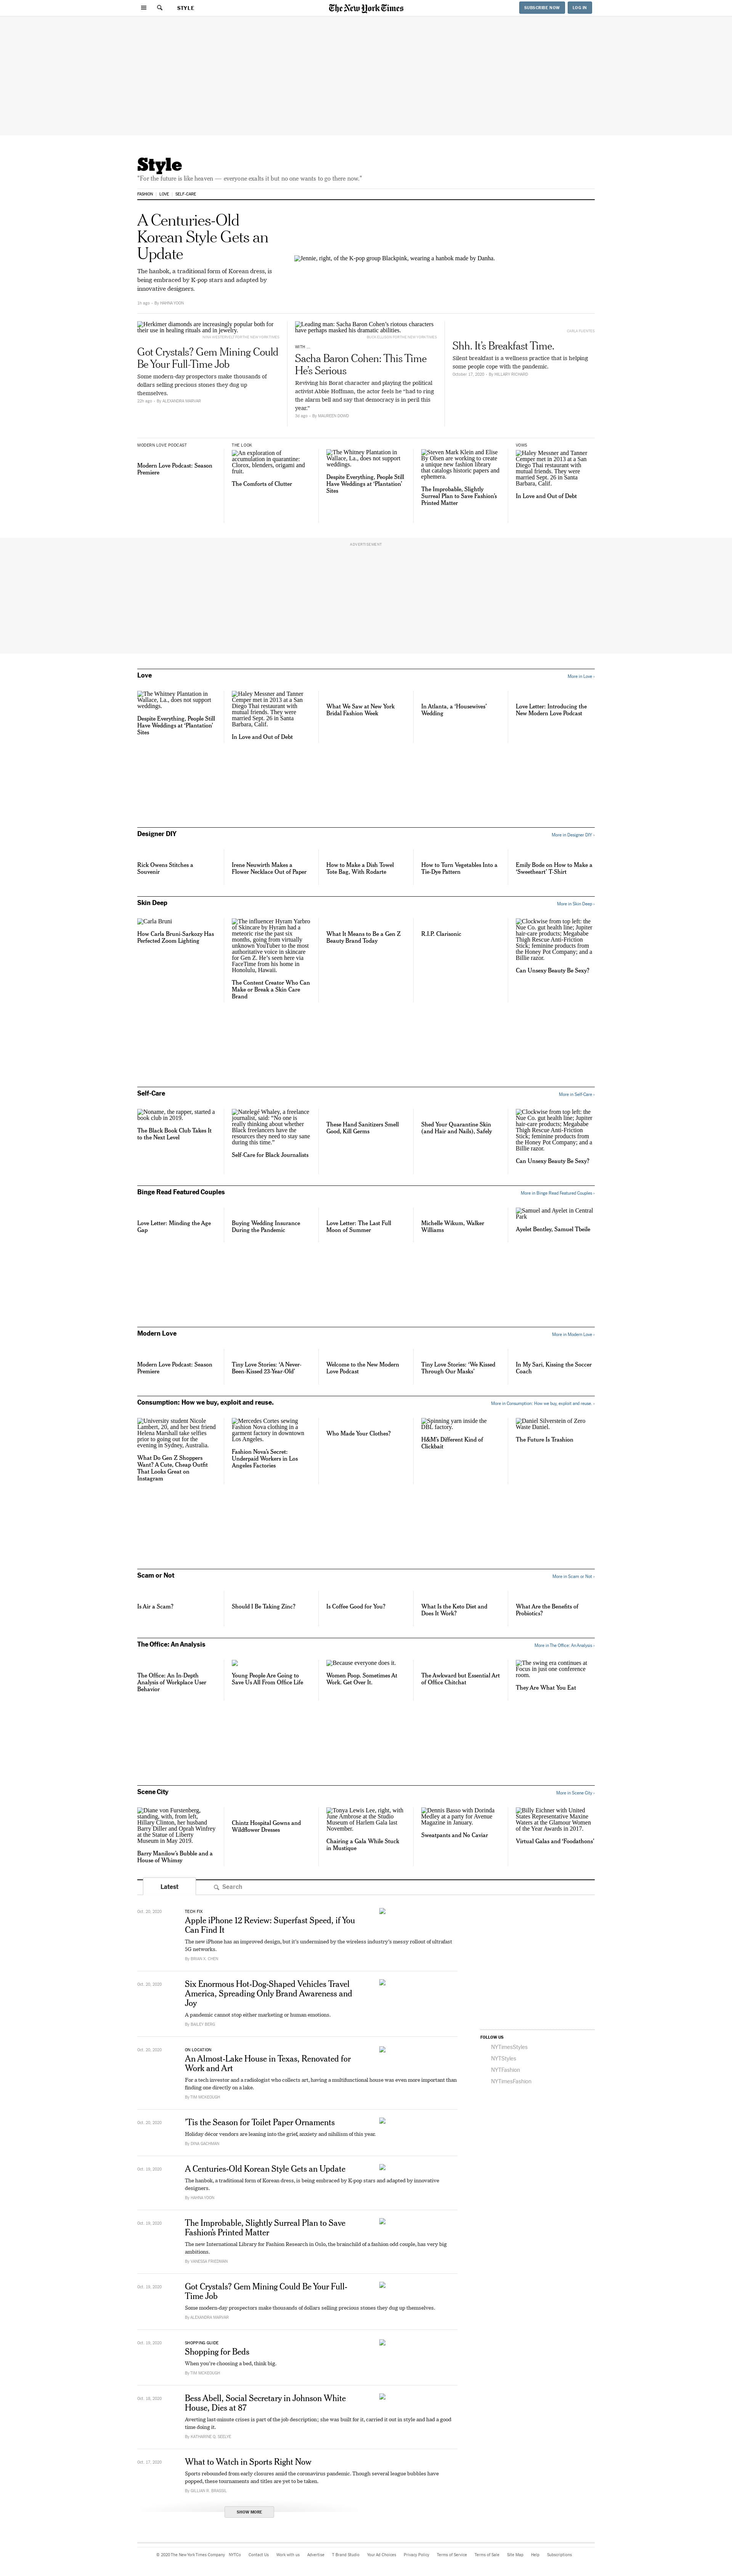 STYLE
The New York Times
SUBSCRIBE NOW
LOG IN
Style
“For the future is like heaven — everyone exalts it but no one wants to go there now.”
FASHION
LOVE
SELF-CARE
A Centuries-Old
Korean Style Gets an
Update
The hanbok, a traditional form of Korean dress, is
being embraced by K-pop stars and adapted by
innovative designers.
By HAHNA YOON
Jennie, right, of the K-pop group Blackpink, wearing a hanbok made by Danha.
Herkimer diamonds are increasingly popular both for
their use in healing rituals and in jewelry.
Got Crystals? Gem Mining Could
Be Your Full-Time Job
Some modern-day prospectors make thousands of
dollars selling precious stones they dug up
themselves.
22h ago – By ALEXANDRA MARVAR
Leading man: Sacha Baron Cohen’s riotous characters
have perhaps masked his dramatic abilities.
WITH …
Sacha Baron Cohen: This Time
He’s Serious
Reviving his Borat character and playing the political
activist Abbie Hoffman, the actor feels he “had to ring
the alarm bell and say that democracy is in peril this
year.”
3d ago – By MAUREEN DOWD
Shh. It’s Breakfast Time.
Silent breakfast is a wellness practice that is helping
some people cope with the pandemic.
October 17, 2020 – By HILLARY RICHARD
MODERN LOVE PODCAST
Modern Love Podcast: Season
Premiere
THE LOOK
An exploration of
accumulation in quarantine:
Clorox, blenders, origami and
fruit.
The Comforts of Clutter
The Whitney Plantation in
Wallace, La., does not support
weddings.
Despite Everything, People Still
Have Weddings at ‘Plantation’
Sites
Steven Mark Klein and Elise
By Olsen are working to create
a unique new fashion library
that catalogs historic papers and
ephemera.
The Improbable, Slightly
Surreal Plan to Save Fashion’s
Printed Matter
VOWS
Haley Messner and Tanner
Cemper met in 2013 at a San
Diego Thai restaurant with
mutual friends. They were
married Sept. 26 in Santa
Barbara, Calif.
In Love and Out of Debt
ADVERTISEMENT
Love
More in Love ›
The Whitney Plantation in
Wallace, La., does not support
weddings.
Despite Everything, People Still
Have Weddings at ‘Plantation’
Sites
Haley Messner and Tanner
Cemper met in 2013 at a San
Diego Thai restaurant with
mutual friends. They were
married Sept. 26 in Santa
Barbara, Calif.
In Love and Out of Debt
What We Saw at New York
Bridal Fashion Week
In Atlanta, a ‘Housewives’
Wedding
Love Letter: Introducing the
New Modern Love Podcast
Designer DIY
More in Designer DIY ›
Rick Owens Stitches a
Souvenir
Irene Neuwirth Makes a
Flower Necklace Out of Paper
How to Make a Dish Towel
Tote Bag, With Rodarte
How to Turn Vegetables Into a
Tie-Dye Pattern
Emily Bode on How to Make a
‘Sweetheart’ T-Shirt
Skin Deep
More in Skin Deep ›
Carla Bruni
How Carla Bruni-Sarkozy Has
Perfected Zoom Lighting
The influencer Hyram Yarbro
of Skincare by Hyram had a
meteoric rise the past six
months, going from virtually
unknown YouTuber to the most
authoritative voice in skincare
for Gen Z. He’s seen here via
FaceTime from his home in
Honolulu, Hawaii.
The Content Creator Who Can
Make or Break a Skin Care
Brand
What It Means to Be a Gen Z
Beauty Brand Today
R.I.P. Clarisonic
Clockwise from top left: the
Nue Co. gut health line; Jupiter
hair-care products; Megababe
Thigh Rescue Anti-Friction
Stick; feminine products from
the Honey Pot Company; and a
Billie razor.
Can Unsexy Beauty Be Sexy?
Self-Care
More in Self-Care ›
Noname, the rapper, started a
book club in 2019.
The Black Book Club Takes It
to the Next Level
Natelegé Whaley, a freelance
journalist, said: “No one is
really thinking about whether
Black freelancers have the
resources they need to stay sane
during this time.”
Self-Care for Black Journalists
These Hand Sanitizers Smell
Good, Kill Germs
Shed Your Quarantine Skin
(and Hair and Nails), Safely
Clockwise from top left: the
Nue Co. gut health line; Jupiter
hair-care products; Megababe
Thigh Rescue Anti-Friction
Stick; feminine products from
the Honey Pot Company; and a
Billie razor.
Can Unsexy Beauty Be Sexy?
Binge Read Featured Couples
More in Binge Read Featured Couples ›
Love Letter: Minding the Age
Gap
Buying Wedding Insurance
During the Pandemic
Love Letter: The Last Full
Moon of Summer
Michelle Wikum, Walker
Williams
Samuel and Ayelet in Central
Park
Ayelet Bentley, Samuel Tbeile
Modern Love
More in Modern Love ›
Modern Love Podcast: Season
Premiere
Tiny Love Stories: ‘A Never-
Been-Kissed 23-Year-Old’
Welcome to the New Modern
Love Podcast
Tiny Love Stories: ‘We Kissed
Through Our Masks’
In My Sari, Kissing the Soccer
Coach
Consumption: How we buy, exploit and reuse.
More in Consumption: How we buy, exploit and reuse. ›
University student Nicole
Lambert, 20, and her best friend
Helena Marshall take selfies
prior to going out for the
evening in Sydney, Australia.
What Do Gen Z Shoppers
Want? A Cute, Cheap Outfit
That Looks Great on
Instagram
Mercedes Cortes sewing
Fashion Nova clothing in a
garment factory in downtown
Los Angeles.
Fashion Nova’s Secret:
Underpaid Workers in Los
Angeles Factories
Who Made Your Clothes?
Spinning yarn inside the
DBL factory.
H&M’s Different Kind of
Clickbait
Daniel Silverstein of Zero
Waste Daniel.
The Future Is Trashion
Scam or Not
More in Scam or Not ›
Is Air a Scam?
Should I Be Taking Zinc?
Is Coffee Good for You?
What Is the Keto Diet and
Does It Work?
What Are the Benefits of
Probiotics?
The Office: An Analysis
More in The Office: An Analysis ›
The Office: An In-Depth
Analysis of Workplace User
Behavior
Young People Are Going to
Save Us All From Office Life
Because everyone does it.
Women Poop. Sometimes At
Work. Get Over It.
The Awkward but Essential Art
of Office Chitchat
The swing era continues at
Focus in just one conference
room.
They Are What You Eat
Scene City
More in Scene City ›
Diane von Furstenberg,
standing, with, from left,
Hillary Clinton, her husband
Barry Diller and Oprah Winfrey
at the Statue of Liberty
Museum in May 2019.
Barry Manilow’s Bubble and a
House of Whimsy
Chintz Hospital Gowns and
Wildflower Dresses
Tonya Lewis Lee, right, with
June Ambrose at the Studio
Museum of Harlem Gala last
November.
Chairing a Gala While Stuck
in Mustique
Dennis Basso with Dorinda
Medley at a party for Avenue
Magazine in January.
Sweatpants and No Caviar
Billy Eichner with United
States Representative Maxine
Waters at the Glamour Women
of the Year Awards in 2017.
Virtual Galas and ‘Foodathons’
Latest
Search
Oct. 20, 2020
TECH FIX
Apple iPhone 12 Review: Superfast Speed, if You
Can Find It
The new iPhone has an improved design, but it’s undermined by the wireless industry’s messy rollout of ultrafast
5G networks.
By BRIAN X. CHEN
Oct. 20, 2020
Six Enormous Hot-Dog-Shaped Vehicles Travel
America, Spreading Only Brand Awareness and
Joy
A pandemic cannot stop either marketing or human emotions.
By BAILEY BERG
Oct. 20, 2020
ON LOCATION
An Almost-Lake House in Texas, Renovated for
Work and Art
For a tech investor and a radiologist who collects art, having a multifunctional house was even more important than
finding one directly on a lake.
By TIM MCKEOUGH
Oct. 20, 2020
’Tis the Season for Toilet Paper Ornaments
Holiday décor vendors are leaning into the grief, anxiety and nihilism of this year.
By DINA GACHMAN
Oct. 19, 2020
A Centuries-Old Korean Style Gets an Update
The hanbok, a traditional form of Korean dress, is being embraced by K-pop stars and adapted by innovative
designers.
By HAHNA YOON
Oct. 19, 2020
The Improbable, Slightly Surreal Plan to Save
Fashion’s Printed Matter
The new International Library for Fashion Research in Oslo, the brainchild of a fashion odd couple, has very big
ambitions.
By VANESSA FRIEDMAN
Oct. 19, 2020
Got Crystals? Gem Mining Could Be Your Full-
Time Job
Some modern-day prospectors make thousands of dollars selling precious stones they dug up themselves.
By ALEXANDRA MARVAR
Oct. 19, 2020
SHOPPING GUIDE
Shopping for Beds
When you’re choosing a bed, think big.
By TIM MCKEOUGH
Oct. 18, 2020
Bess Abell, Social Secretary in Johnson White
House, Dies at 87
Averting last-minute crises is part of the job description; she was built for it, carried it out in style and had a good
time doing it.
By KATHARINE Q. SEELYE
Oct. 17, 2020
What to Watch in Sports Right Now
Sports rebounded from early closures amid the coronavirus pandemic. Though several league bubbles have
popped, these tournaments and titles are yet to be taken.
By GILLIAN R. BRASSIL
SHOW MORE
FOLLOW US
NYTimesStyles
NYTStyles
NYTFashion
NYTimesFashion
© 2020 The New York Times Company
NYTCo
Contact Us
Work with us
Advertise
T Brand Studio
Your Ad Choices
Privacy Policy
Terms of Service
Terms of Sale
Site Map
Help
Subscriptions